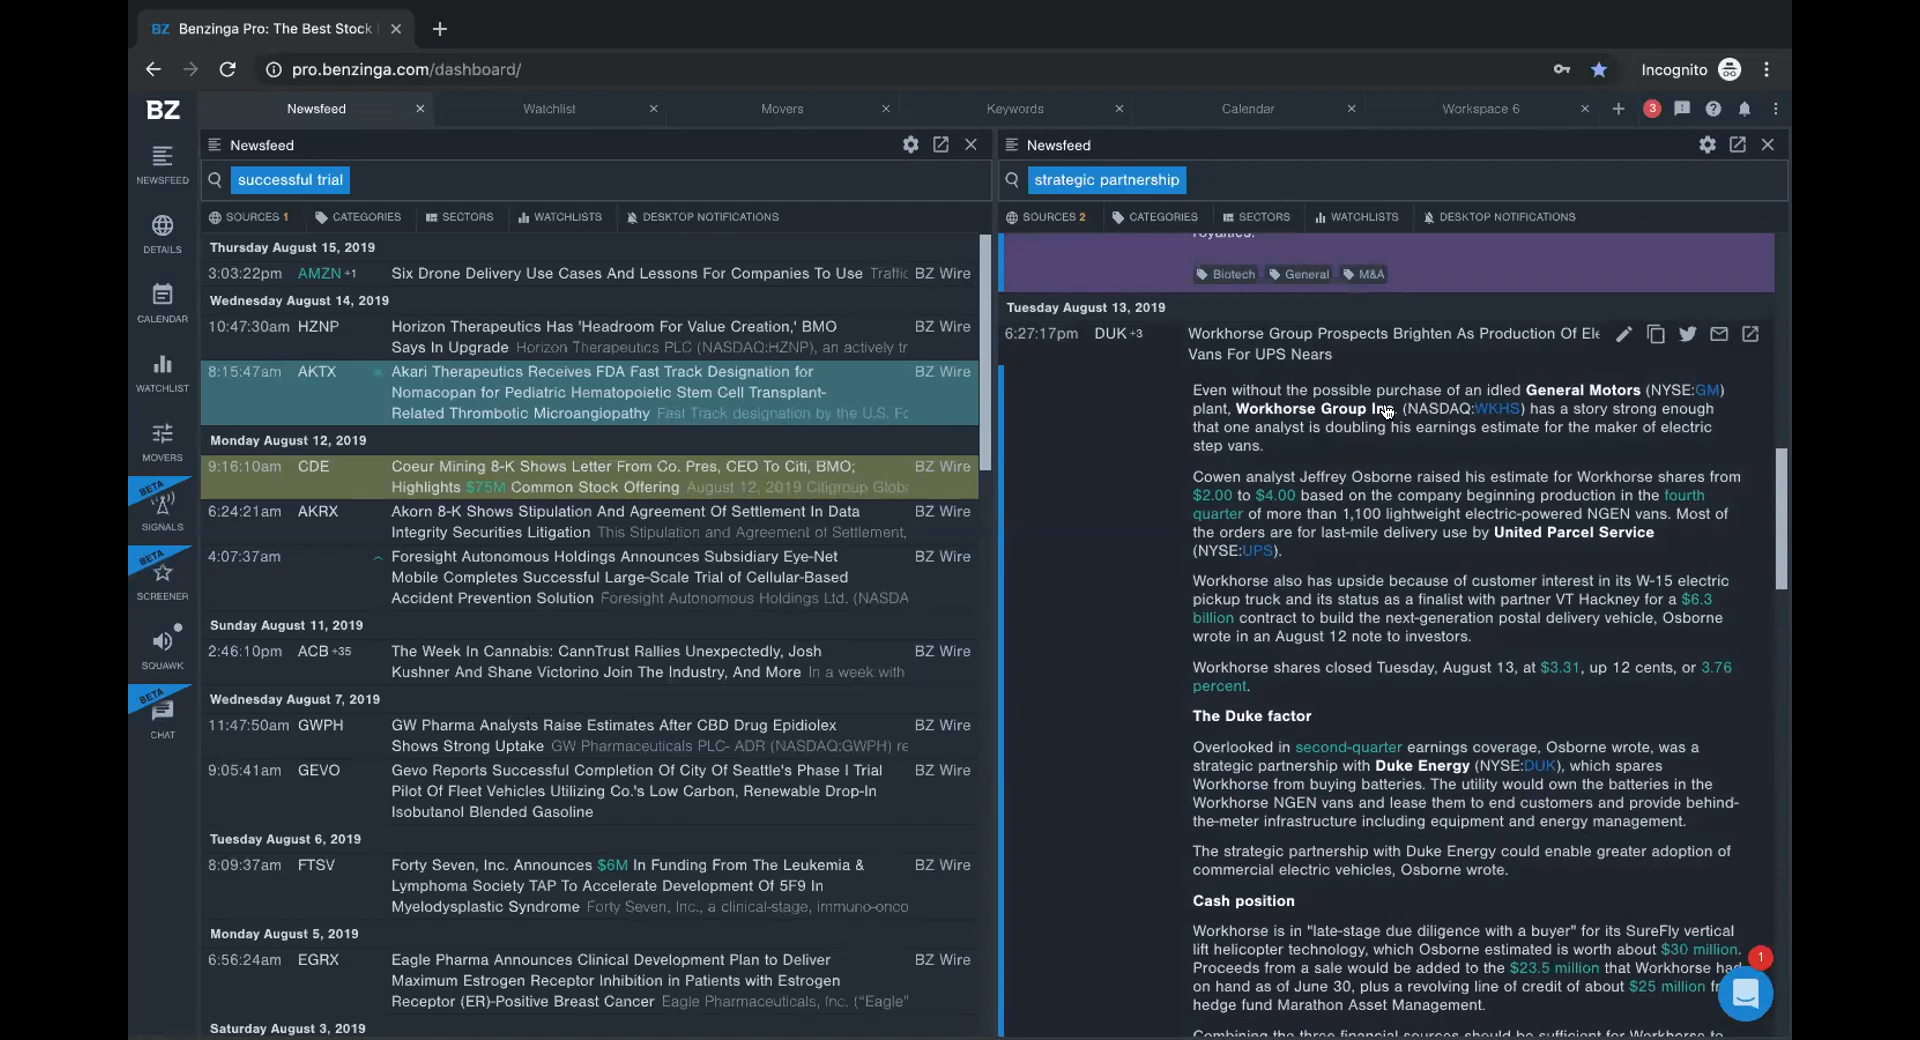 BZ Benzinga Pro: The Best Stock
pro.benzinga.com/dashboard/
Incognito
BZ
Newsfeed
Watchlist
Movers
Keywords
Calendar
Workspace 6
3
NEWSFEED
DETAILS
CALENDAR
WATCHLIST
MOVERS
BETA
SIGNALS
BETA
SCREENER
SQUAWK
BETA
CHAT
Newsfeed
successful trial
SOURCES 1 CATEGORIES SECTORS WATCHLISTS DESKTOP NOTIFICATIONS
Thursday August 15, 2019
3:03:22pm AMZN +1 Six Drone Delivery Use Cases And Lessons For Companies To Use Traffic BZ Wire
Wednesday August 14, 2019
10:47:30am HZNP Horizon Therapeutics Has 'Headroom For Value Creation,' BMO BZ Wire
Says In Upgrade Horizon Therapeutics PLC (NASDAQ:HZNP), an actively tr
8:15:47am AKTX Akari Therapeutics Receives FDA Fast Track Designation for BZ Wire
Nomacopan for Pediatric Hematopoietic Stem Cell Transplant-
Related Thrombotic Microangiopathy Fast Track designation by the U.S. Fo
Monday August 12, 2019
9:16:10am CDE Coeur Mining 8-K Shows Letter From Co. Pres, CEO To Citi, BMO; BZ Wire
Highlights $75M Common Stock Offering August 12, 2019 Citigroup Globa
6:24:21am AKRX Akorn 8-K Shows Stipulation And Agreement Of Settlement In Data BZ Wire
Integrity Securities Litigation This Stipulation and Agreement of Settlement,
4:07:37am Foresight Autonomous Holdings Announces Subsidiary Eye-Net BZ Wire
Mobile Completes Successful Large-Scale Trial of Cellular-Based
Accident Prevention Solution Foresight Autonomous Holdings Ltd. (NASDA
Sunday August 11, 2019
2:46:10pm ACB +35 The Week In Cannabis: CannTrust Rallies Unexpectedly, Josh BZ Wire
Kushner And Shane Victorino Join The Industry, And More In a week with
Wednesday August 7, 2019
11:47:50am GWPH GW Pharma Analysts Raise Estimates After CBD Drug Epidiolex BZ Wire
Shows Strong Uptake GW Pharmaceuticals PLC- ADR (NASDAQ:GWPH) re
9:05:41am GEVO Gevo Reports Successful Completion Of City Of Seattle's Phase I Trial BZ Wire
Pilot Of Fleet Vehicles Utilizing Co.'s Low Carbon, Renewable Drop-In
Isobutanol Blended Gasoline
Tuesday August 6, 2019
8:09:37am FTSV Forty Seven, Inc. Announces $6M In Funding From The Leukemia & BZ Wire
Lymphoma Society TAP To Accelerate Development Of 5F9 In
Myelodysplastic Syndrome Forty Seven, Inc., a clinical-stage, immuno-onco
Monday August 5, 2019
6:56:24am EGRX Eagle Pharma Announces Clinical Development Plan to Deliver BZ Wire
Maximum Estrogen Receptor Inhibition in Patients with Estrogen
Receptor (ER)-Positive Breast Cancer Eagle Pharmaceuticals, Inc. ("Eagle"
Saturday August 3, 2019
Newsfeed
strategic partnership
SOURCES 2 CATEGORIES SECTORS WATCHLISTS DESKTOP NOTIFICATIONS
royalties.
Biotech General M&A
Tuesday August 13, 2019
6:27:17pm DUK +3 Workhorse Group Prospects Brighten As Production Of Ele
Vans For UPS Nears
Even without the possible purchase of an idled General Motors (NYSE:GM)
plant, Workhorse Group Inc. (NASDAQ:WKHS) has a story strong enough
that one analyst is doubling his earnings estimate for the maker of electric
step vans.
Cowen analyst Jeffrey Osborne raised his estimate for Workhorse shares from
$2.00 to $4.00 based on the company beginning production in the fourth
quarter of more than 1,100 lightweight electric-powered NGEN vans. Most of
the orders are for last-mile delivery use by United Parcel Service
(NYSE:UPS).
Workhorse also has upside because of customer interest in its W-15 electric
pickup truck and its status as a finalist with partner VT Hackney for a $6.3
billion contract to build the next-generation postal delivery vehicle, Osborne
wrote in an August 12 note to investors.
Workhorse shares closed Tuesday, August 13, at $3.31, up 12 cents, or 3.76
percent.
The Duke factor
Overlooked in second-quarter earnings coverage, Osborne wrote, was a
strategic partnership with Duke Energy (NYSE:DUK), which spares
Workhorse from buying batteries. The utility would own the batteries in the
Workhorse NGEN vans and lease them to end customers and provide behind-
the-meter infrastructure including equipment and energy management.
The strategic partnership with Duke Energy could enable greater adoption of
commercial electric vehicles, Osborne wrote.
Cash position
Workhorse is in "late-stage due diligence with a buyer" for its SureFly vertical
lift helicopter technology, which Osborne estimated is worth about $30 million.
Proceeds from a sale would be added to the $23.5 million that Workhorse had
on hand as of June 30, plus a revolving line of credit of about $25 million
hedge fund Marathon Asset Management.
Combining the three financial sources should be sufficient for Workhorse to
1